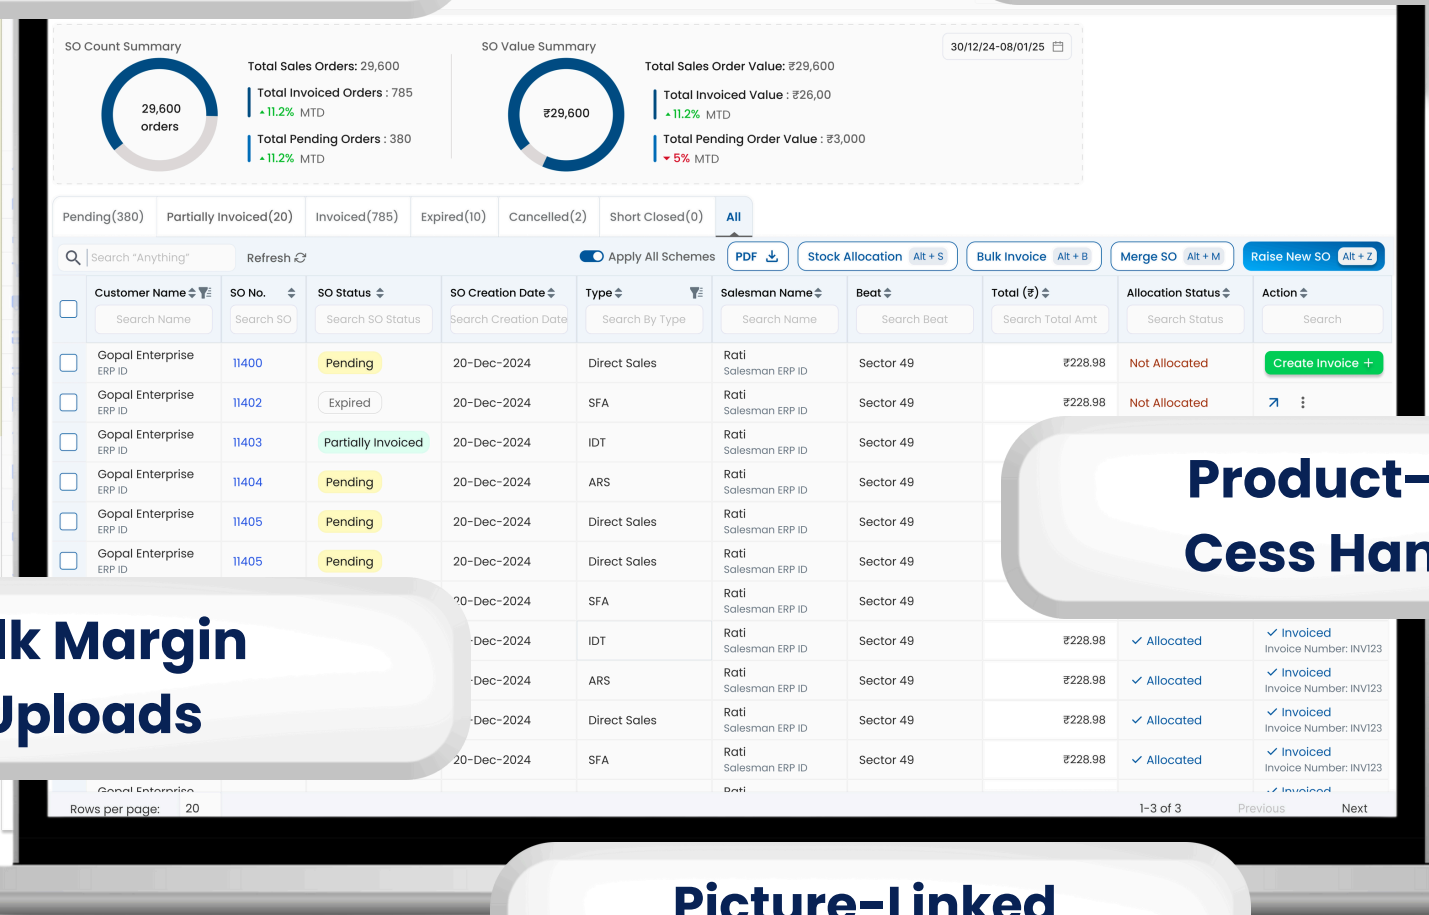 SO Count Summary
29,600
orders
Total Sales Orders: 29,600
Total Invoiced Orders : 785
11.2% MTD
Total Pending Orders : 380
11.2% MTD
SO Value Summary
₹29,600
Total Sales Order Value: ₹29,600
Total Invoiced Value : ₹26,00
11.2% MTD
Total Pending Order Value : ₹3,000
5% MTD
30/12/24-08/01/25
Pending(380) Partially Invoiced(20) Invoiced(785) Expired(10) Cancelled(2) Short Closed(0) All
Search "Anything" Refresh Apply All Schemes PDF Stock Allocation Alt + S Bulk Invoice Alt + B Merge SO Alt + M Raise New SO Alt + Z
Customer Name SO No. SO Status SO Creation Date Type Salesman Name Beat Total (₹) Allocation Status Action
Search Name Search SO Search SO Status Search Creation Date Search By Type Search Name Search Beat Search Total Amt Search Status Search
Gopal Enterprise 11400 Pending 20-Dec-2024 Direct Sales Rati Sector 49 ₹228.98 Not Allocated Create Invoice +
ERP ID Salesman ERP ID
Gopal Enterprise 11402 Expired 20-Dec-2024 SFA Rati Sector 49 ₹228.98 Not Allocated
ERP ID Salesman ERP ID
Gopal Enterprise 11403 Partially Invoiced 20-Dec-2024 IDT Rati Sector 49
ERP ID Salesman ERP ID
Gopal Enterprise 11404 Pending 20-Dec-2024 ARS Rati Sector 49
ERP ID Salesman ERP ID
Gopal Enterprise 11405 Pending 20-Dec-2024 Direct Sales Rati Sector 49
ERP ID Salesman ERP ID
Gopal Enterprise 11405 Pending 20-Dec-2024 Direct Sales Rati Sector 49
ERP ID Salesman ERP ID
20-Dec-2024 SFA Rati Sector 49
Salesman ERP ID
-Dec-2024 IDT Rati Sector 49 ₹228.98 Allocated Invoiced
Salesman ERP ID Invoice Number: INV123
-Dec-2024 ARS Rati Sector 49 ₹228.98 Allocated Invoiced
Salesman ERP ID Invoice Number: INV123
-Dec-2024 Direct Sales Rati Sector 49 ₹228.98 Allocated Invoiced
Salesman ERP ID Invoice Number: INV123
20-Dec-2024 SFA Rati Sector 49 ₹228.98 Allocated Invoiced
Salesman ERP ID Invoice Number: INV123
Gopal Enterprise Rati Invoiced
Rows per page: 20 1-3 of 3 Previous Next
Product-
Cess Han
lk Margin
Uploads
Picture-Linked